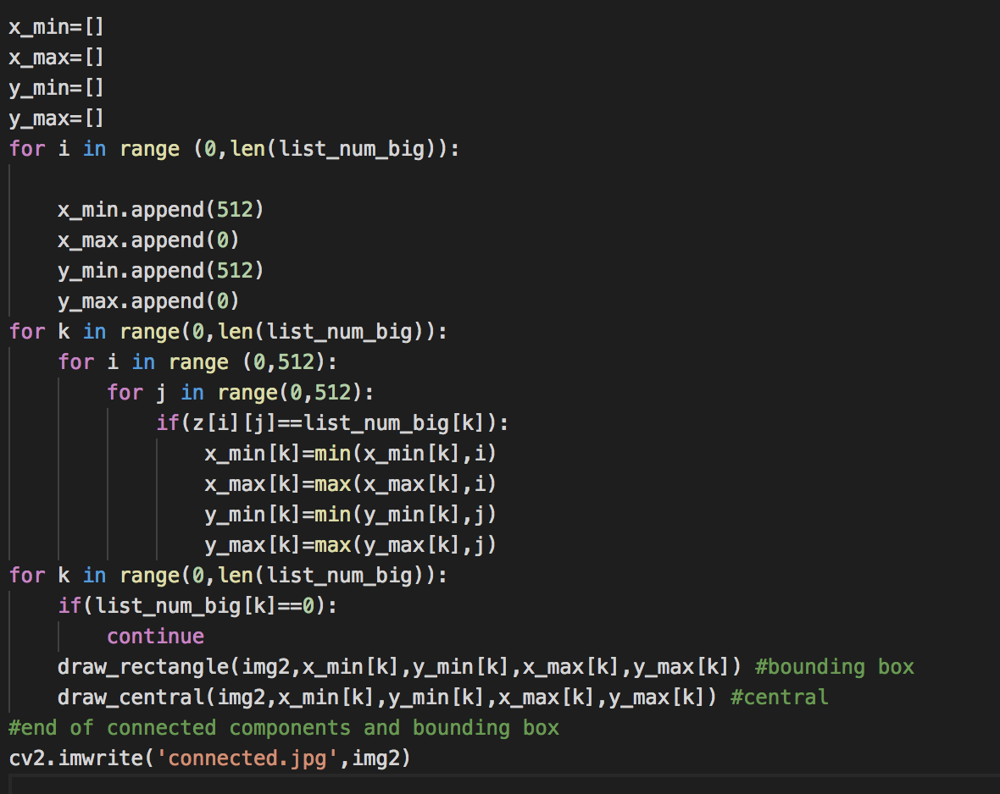 x_min=[]
x_max=[]
y_min=[]
y_max=[]
for i in range (0,len(list_num_big)):
    x_min.append(512)
    x_max.append(0)
    y_min.append(512)
    y_max.append(0)
for k in range(0,len(list_num_big)):
    for i in range (0,512):
        for j in range(0,512):
            if(z[i][j]==list_num_big[k]):
                x_min[k]=min(x_min[k],i)
                x_max[k]=max(x_max[k],i)
                y_min[k]=min(y_min[k],j)
                y_max[k]=max(y_max[k],j)
for k in range(0,len(list_num_big)):
    if(list_num_big[k]==0):
        continue
    draw_rectangle(img2,x_min[k],y_min[k],x_max[k],y_max[k]) #bounding box
    draw_central(img2,x_min[k],y_min[k],x_max[k],y_max[k]) #central
#end of connected components and bounding box
cv2.imwrite('connected.jpg',img2)